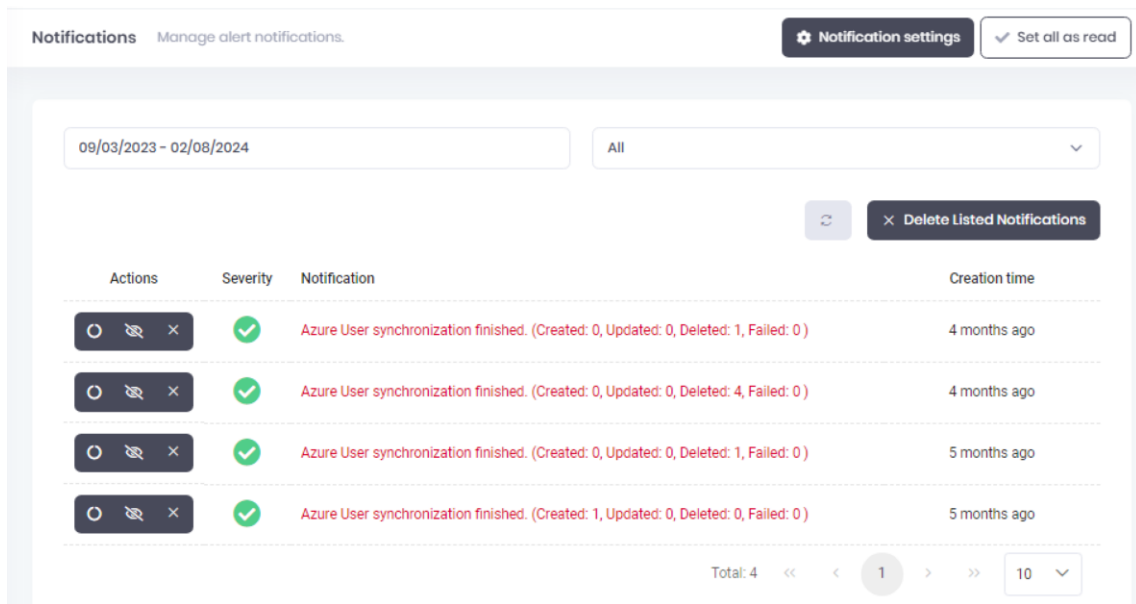 Notifications Manage alert notifications. Notification settings Set all as read
09/03/2023 - 02/08/2024 All
Delete Listed Notifications
Actions Severity Notification Creation time
Azure User synchronization finished. (Created: 0, Updated: 0, Deleted: 1, Failed: 0 ) 4 months ago
Azure User synchronization finished. (Created: 0, Updated: 0, Deleted: 4, Failed: 0 ) 4 months ago
Azure User synchronization finished. (Created: 0, Updated: 0, Deleted: 1, Failed: 0 ) 5 months ago
Azure User synchronization finished. (Created: 1, Updated: 0, Deleted: 0, Failed: 0 ) 5 months ago
Total: 4 << < 1 > >> 10